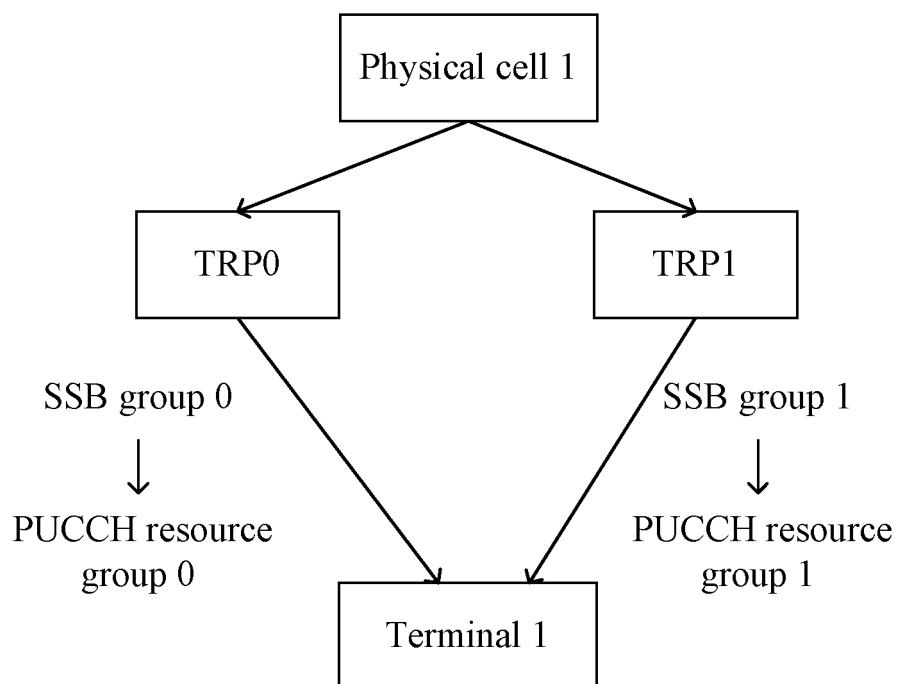 Physical cell 1
TRP0
TRP1
SSB group 0
SSB group 1
PUCCH resource
group 0
PUCCH resource
group 1
Terminal 1